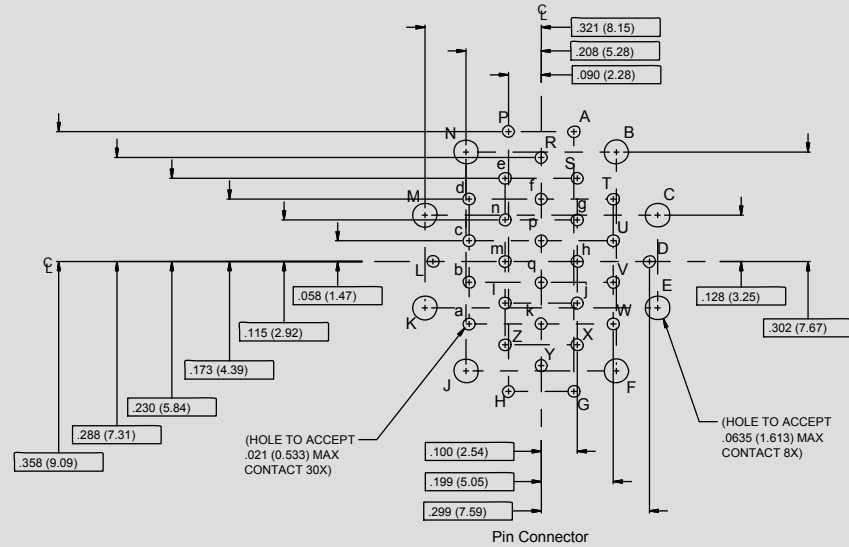 ℄
.321 (8.15)
.208 (5.28)
.090 (2.28)
P A
N B
R
e S
d f T
M C
n g
c p U
℄ L m h D
b q V
l j E
K a k W
Z X
Y
J F
H G
.058 (1.47)
.115 (2.92)
.173 (4.39)
.230 (5.84)
.288 (7.31)
.358 (9.09)
.128 (3.25)
.302 (7.67)
(HOLE TO ACCEPT
.021 (0.533) MAX
CONTACT 30X)
(HOLE TO ACCEPT
.0635 (1.613) MAX
CONTACT 8X)
.100 (2.54)
.199 (5.05)
.299 (7.59)
Pin Connector